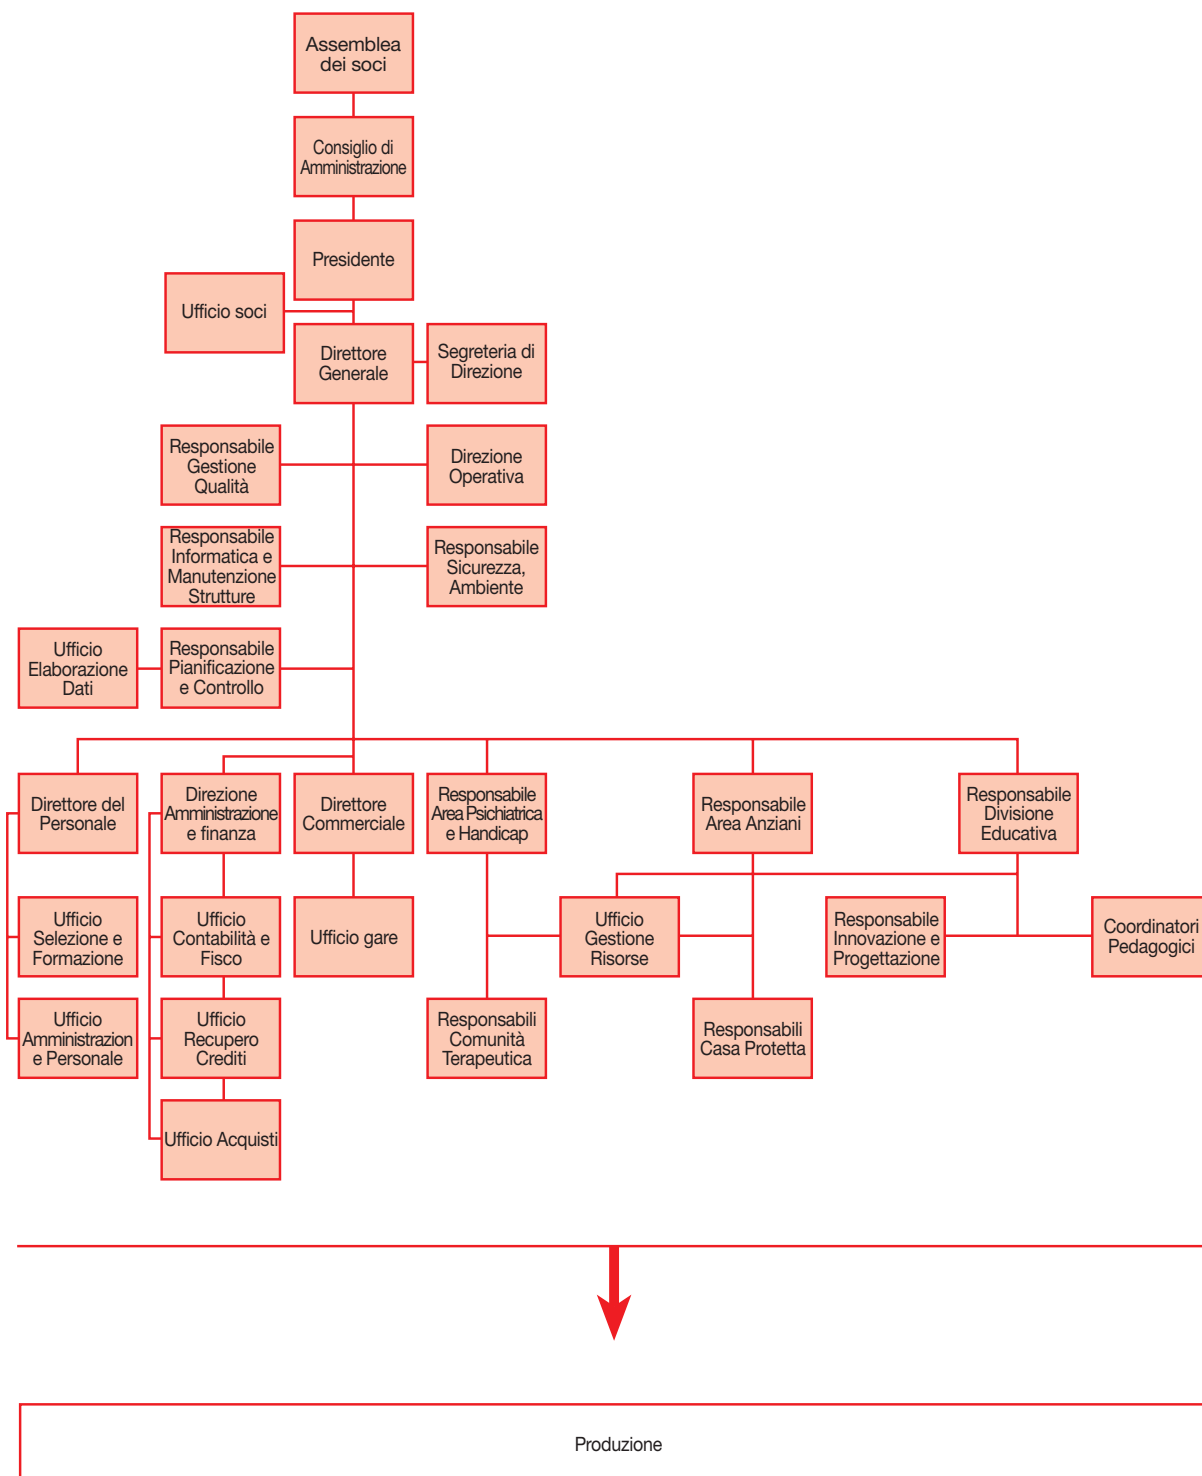 Assemblea
dei soci
Consiglio di
Amministrazione
Presidente
Ufficio soci
Direttore
Generale
Segreteria di
Direzione
Responsabile
Gestione
Qualità
Direzione
Operativa
Responsabile
Informatica e
Manutenzione
Strutture
Responsabile
Sicurezza,
Ambiente
Ufficio
Elaborazione
Dati
Responsabile
Pianificazione
e Controllo
Direttore del
Personale
Direzione
Amministrazione
e finanza
Direttore
Commerciale
Responsabile
Area Psichiatrica
e Handicap
Responsabile
Area Anziani
Responsabile
Divisione
Educativa
Ufficio
Selezione e
Formazione
Ufficio
Contabilità e
Fisco
Ufficio gare
Ufficio
Gestione
Risorse
Responsabile
Innovazione e
Progettazione
Coordinatori
Pedagogici
Ufficio
Amministrazion
e Personale
Ufficio
Recupero
Crediti
Responsabili
Comunità
Terapeutica
Responsabili
Casa Protetta
Ufficio Acquisti
Produzione